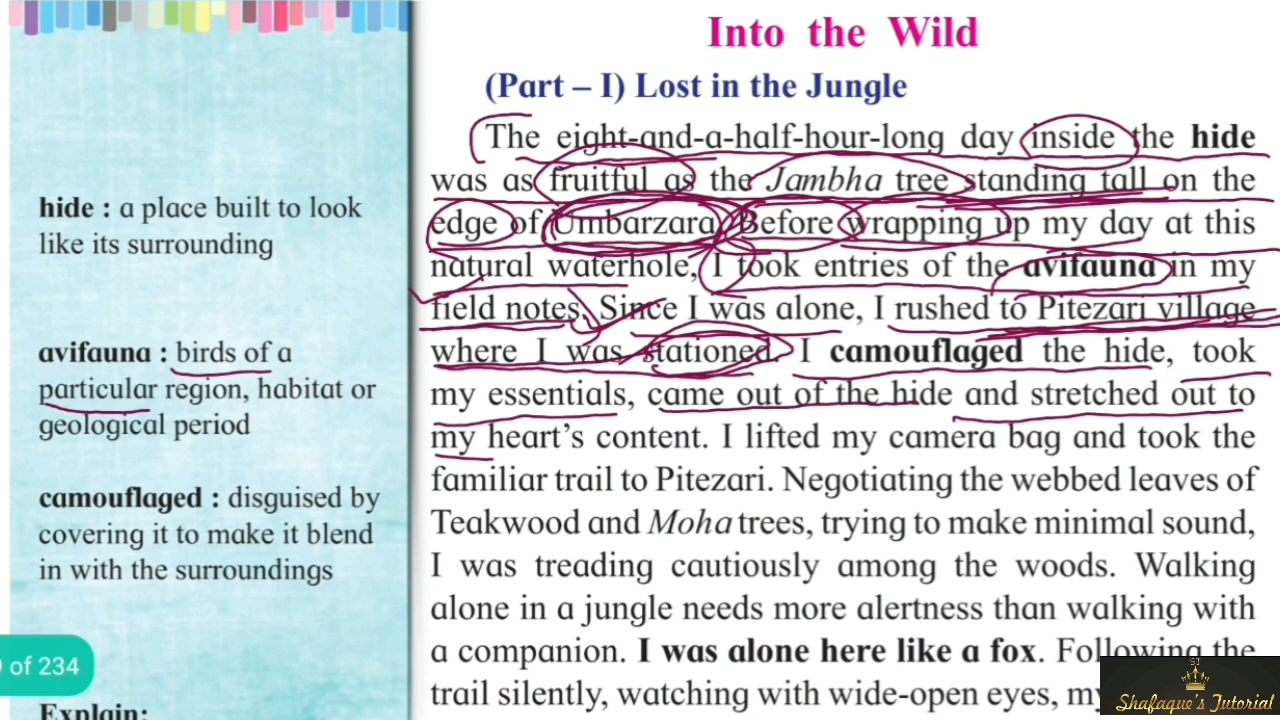 Into the Wild
(Part – I) Lost in the Jungle
The eight-and-a-half-hour-long day inside the hide
was as fruitful as the Jambha tree standing tall on the
edge of Umbarzara. Before wrapping up my day at this
natural waterhole, I took entries of the avifauna in my
field notes. Since I was alone, I rushed to Pitezari village
where I was stationed. I camouflaged the hide, took
my essentials, came out of the hide and stretched out to
my heart's content. I lifted my camera bag and took the
familiar trail to Pitezari. Negotiating the webbed leaves of
Teakwood and Moha trees, trying to make minimal sound,
I was treading cautiously among the woods. Walking
alone in a jungle needs more alertness than walking with
a companion. I was alone here like a fox. Following the
trail silently, watching with wide-open eyes,
hide : a place built to look
like its surrounding
avifauna : birds of a
particular region, habitat or
geological period
camouflaged : disguised by
covering it to make it blend
in with the surroundings
of 234
Explain:
ST
Shafaque's Tutorial